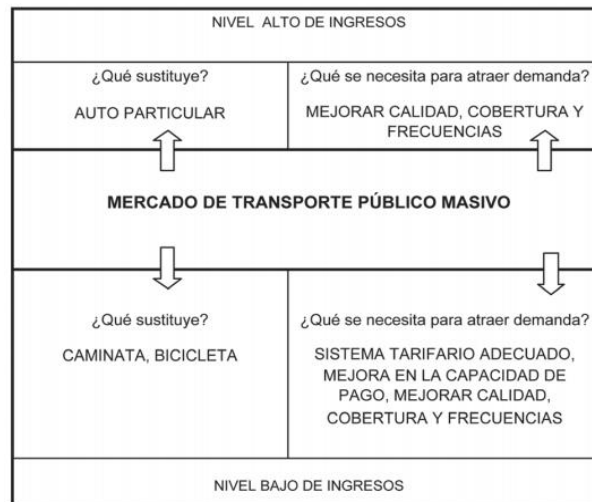 NIVEL ALTO DE INGRESOS
¿Qué sustituye?
AUTO PARTICULAR
¿Qué se necesita para atraer demanda?
MEJORAR CALIDAD, COBERTURA Y
FRECUENCIAS
MERCADO DE TRANSPORTE PÚBLICO MASIVO
¿Qué sustituye?
CAMINATA, BICICLETA
¿Qué se necesita para atraer demanda?
SISTEMA TARIFARIO ADECUADO,
MEJORA EN LA CAPACIDAD DE
PAGO, MEJORAR CALIDAD,
COBERTURA Y FRECUENCIAS
NIVEL BAJO DE INGRESOS